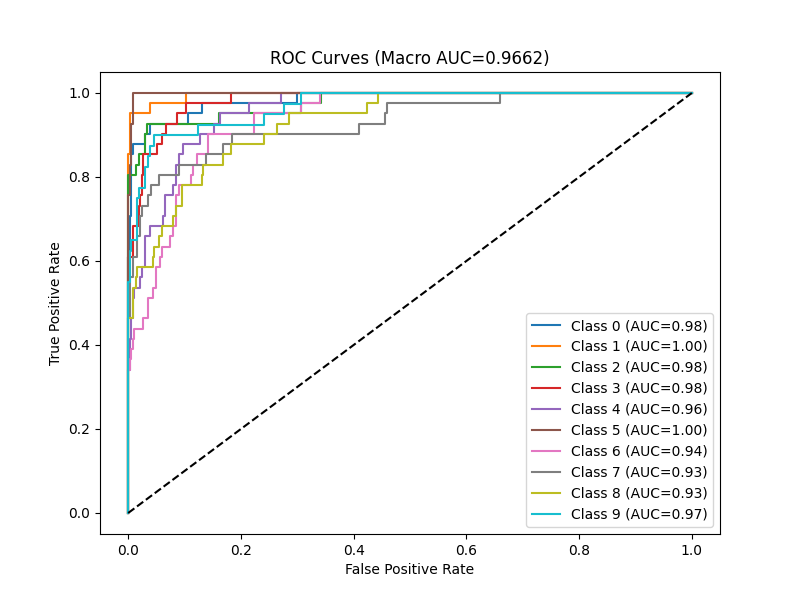 ROC Curves (Macro AUC=0.9662)
True Positive Rate
1.0
0.8
0.6
0.4
0.2
0.0
Class 0 (AUC=0.98)
Class 1 (AUC=1.00)
Class 2 (AUC=0.98)
Class 3 (AUC=0.98)
Class 4 (AUC=0.96)
Class 5 (AUC=1.00)
Class 6 (AUC=0.94)
Class 7 (AUC=0.93)
Class 8 (AUC=0.93)
Class 9 (AUC=0.97)
0.0 0.2 0.4 0.6 0.8 1.0
False Positive Rate